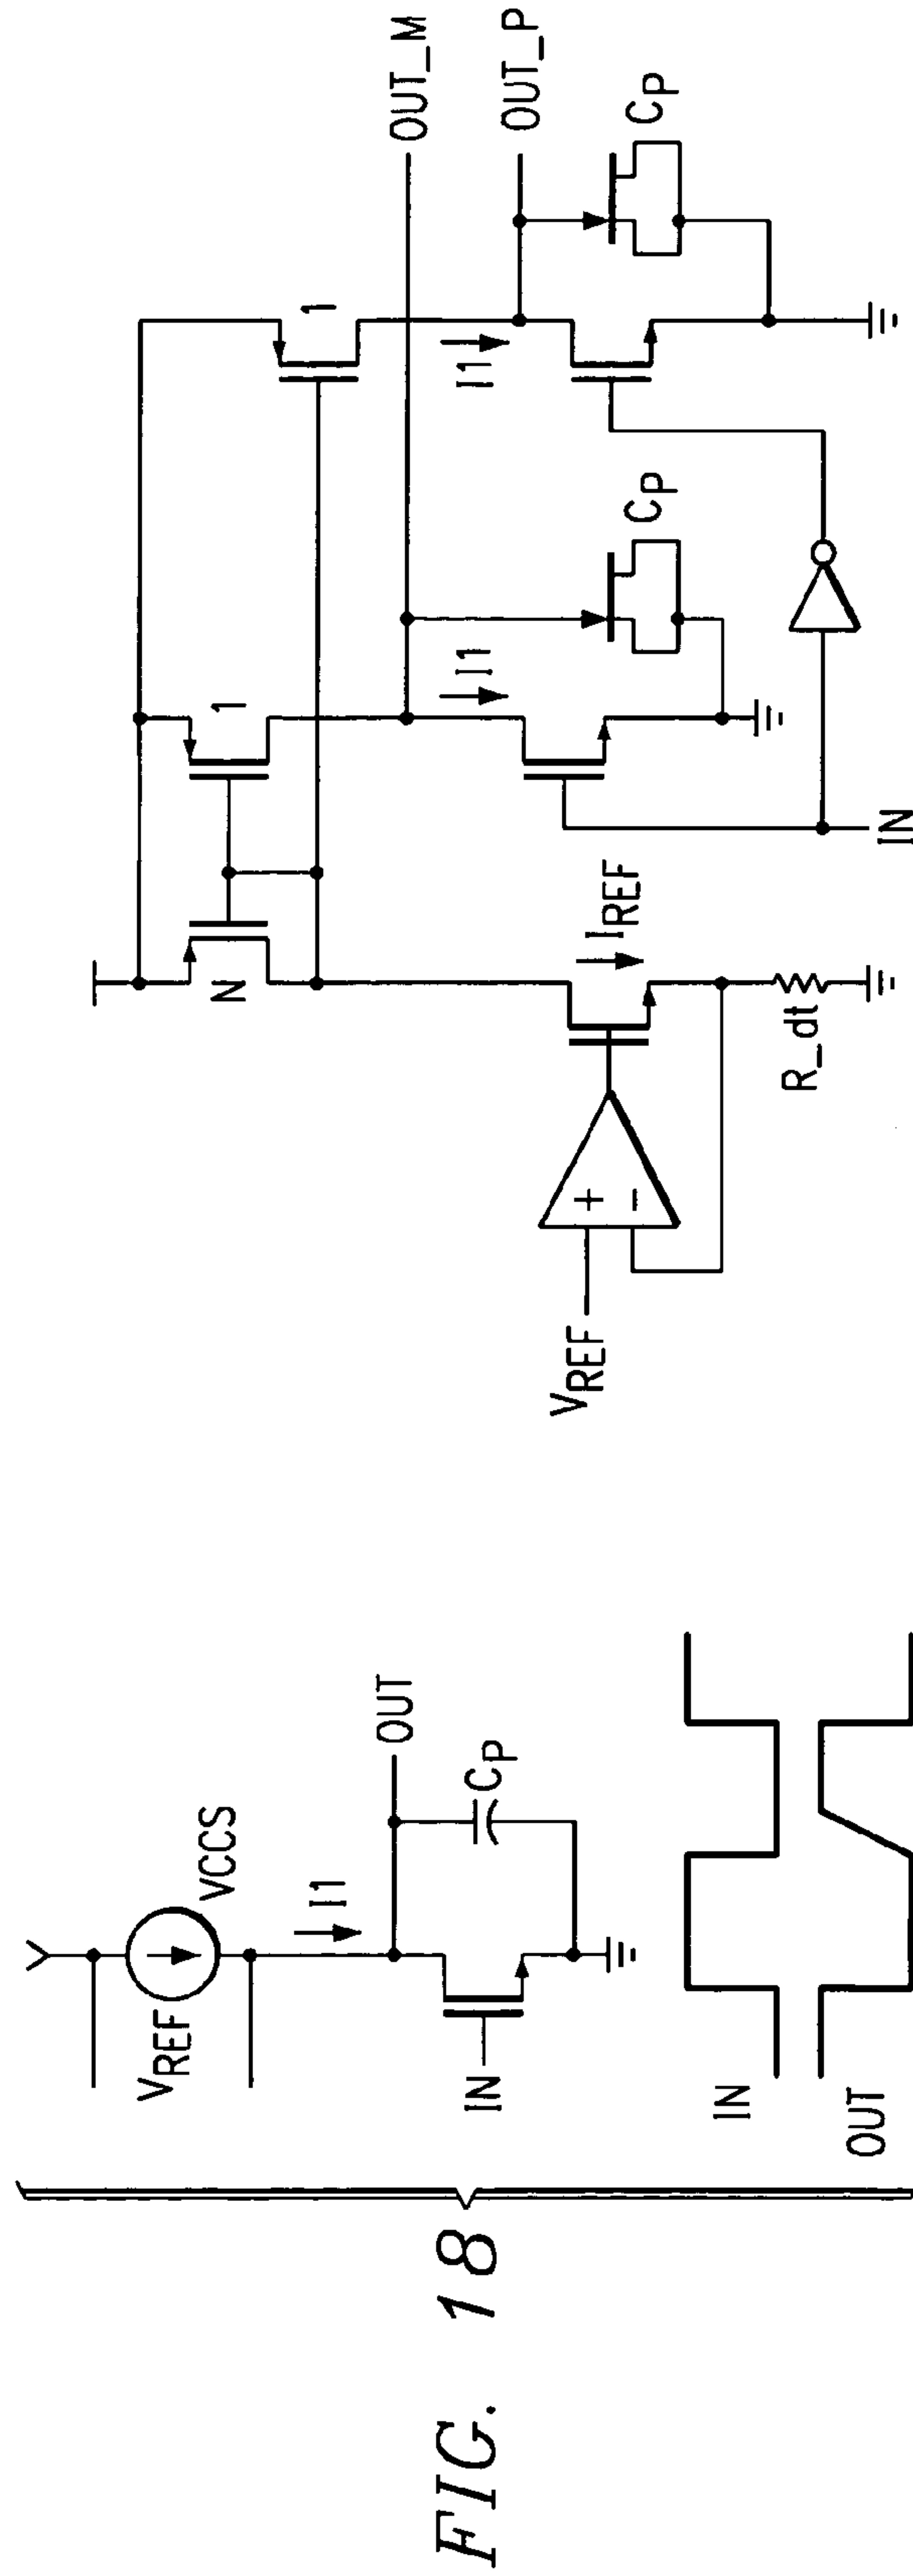 FIG. 18
VREF
VCCS
I1
OUT
CP
IN
IN
OUT
N
1
1
OUT_M
OUT_P
I1
I1
CP
CP
VREF
+
-
IREF
R_dt
IN